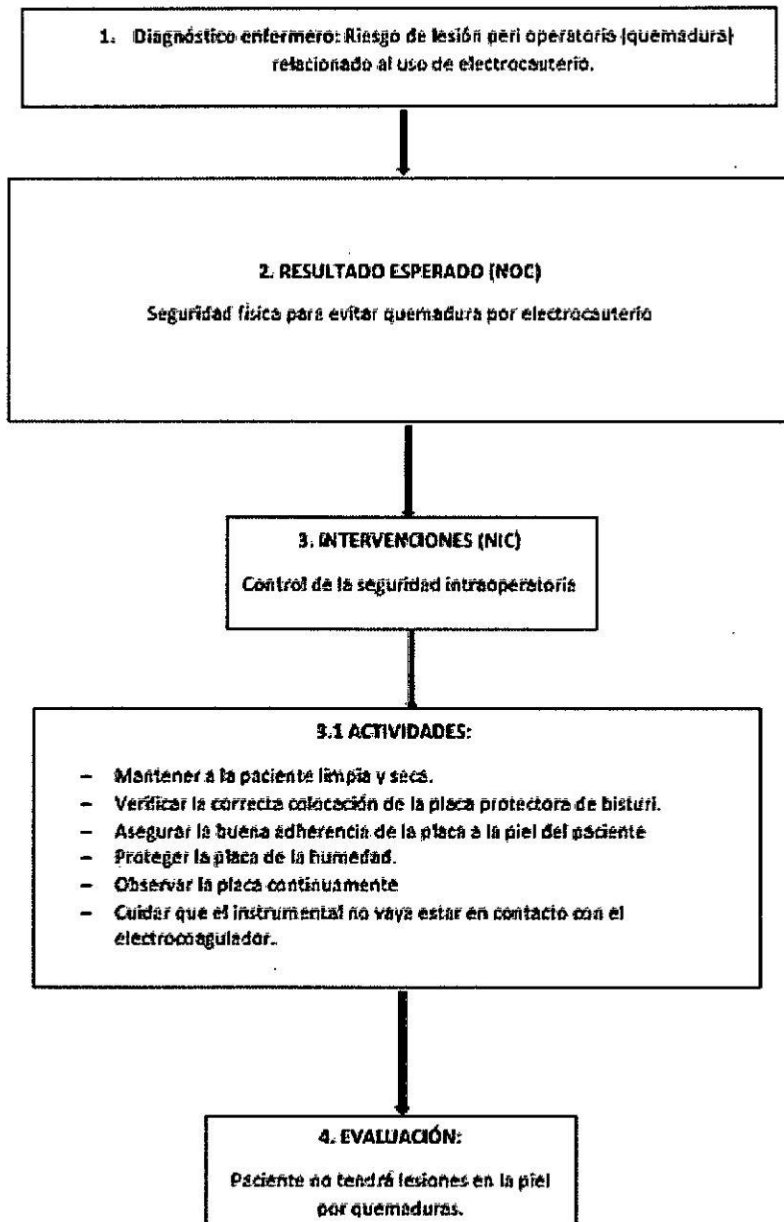 1. Diagnóstico enfermero: Riesgo de lesión peri operatoria (quemadura)
relacionado al uso de electrocauterio.
2. RESULTADO ESPERADO (NOC)
Seguridad física para evitar quemadura por electrocauterio
3. INTERVENCIONES (NIC)
Control de la seguridad intraoperatoria
3.1 ACTIVIDADES:
– Mantener a la paciente limpia y seca.
– Verificar la correcta colocación de la placa protectora de bisturí.
– Asegurar la buena adherencia de la placa a la piel del paciente
– Proteger la placa de la humedad.
– Observar la placa continuamente
– Cuidar que el instrumental no vaya estar en contacto con el
electrocoagulador.
4. EVALUACIÓN:
Paciente no tendrá lesiones en la piel
por quemaduras.